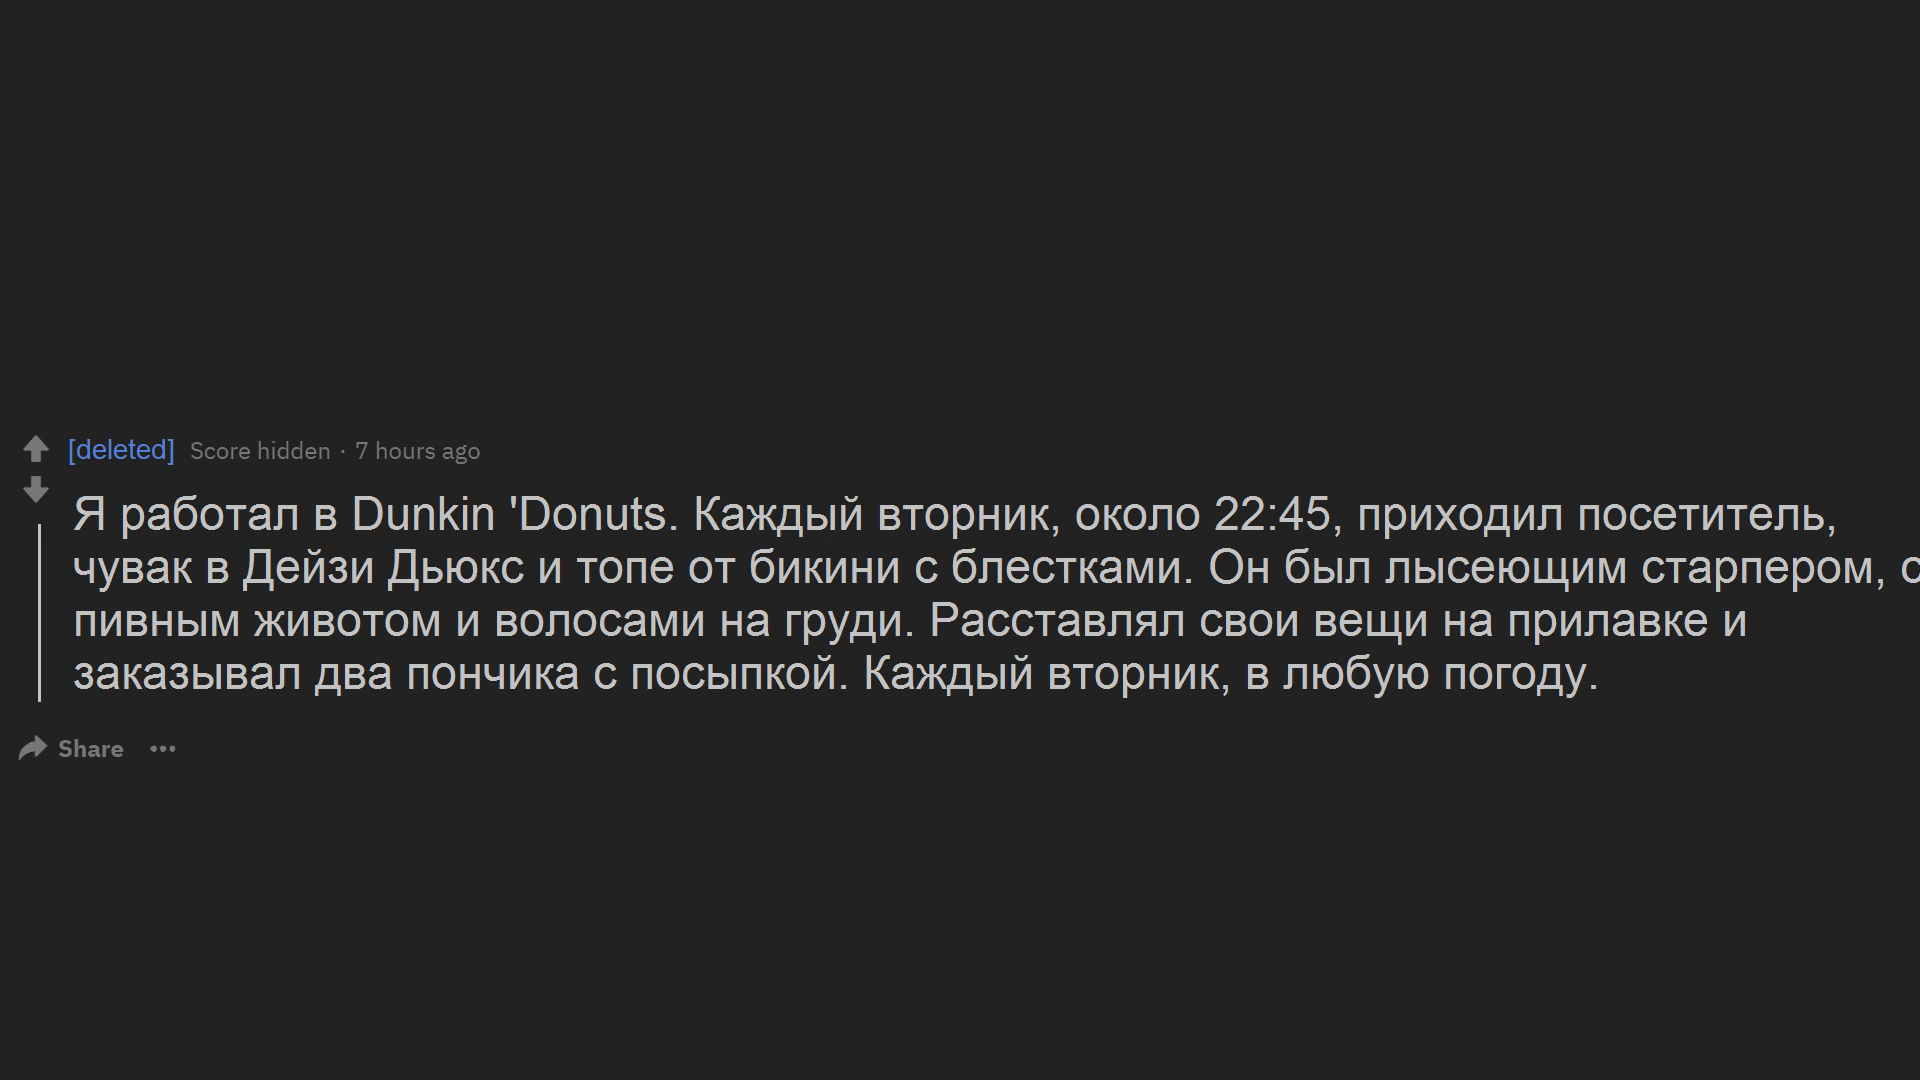 [deleted] Score hidden · 7 hours ago
Я работал в Dunkin 'Donuts. Каждый вторник, около 22:45, приходил посетитель,
чувак в Дейзи Дьюкс и топе от бикини с блестками. Он был лысеющим старпером, с
пивным животом и волосами на груди. Расставлял свои вещи на прилавке и
заказывал два пончика с посыпкой. Каждый вторник, в любую погоду.
Share